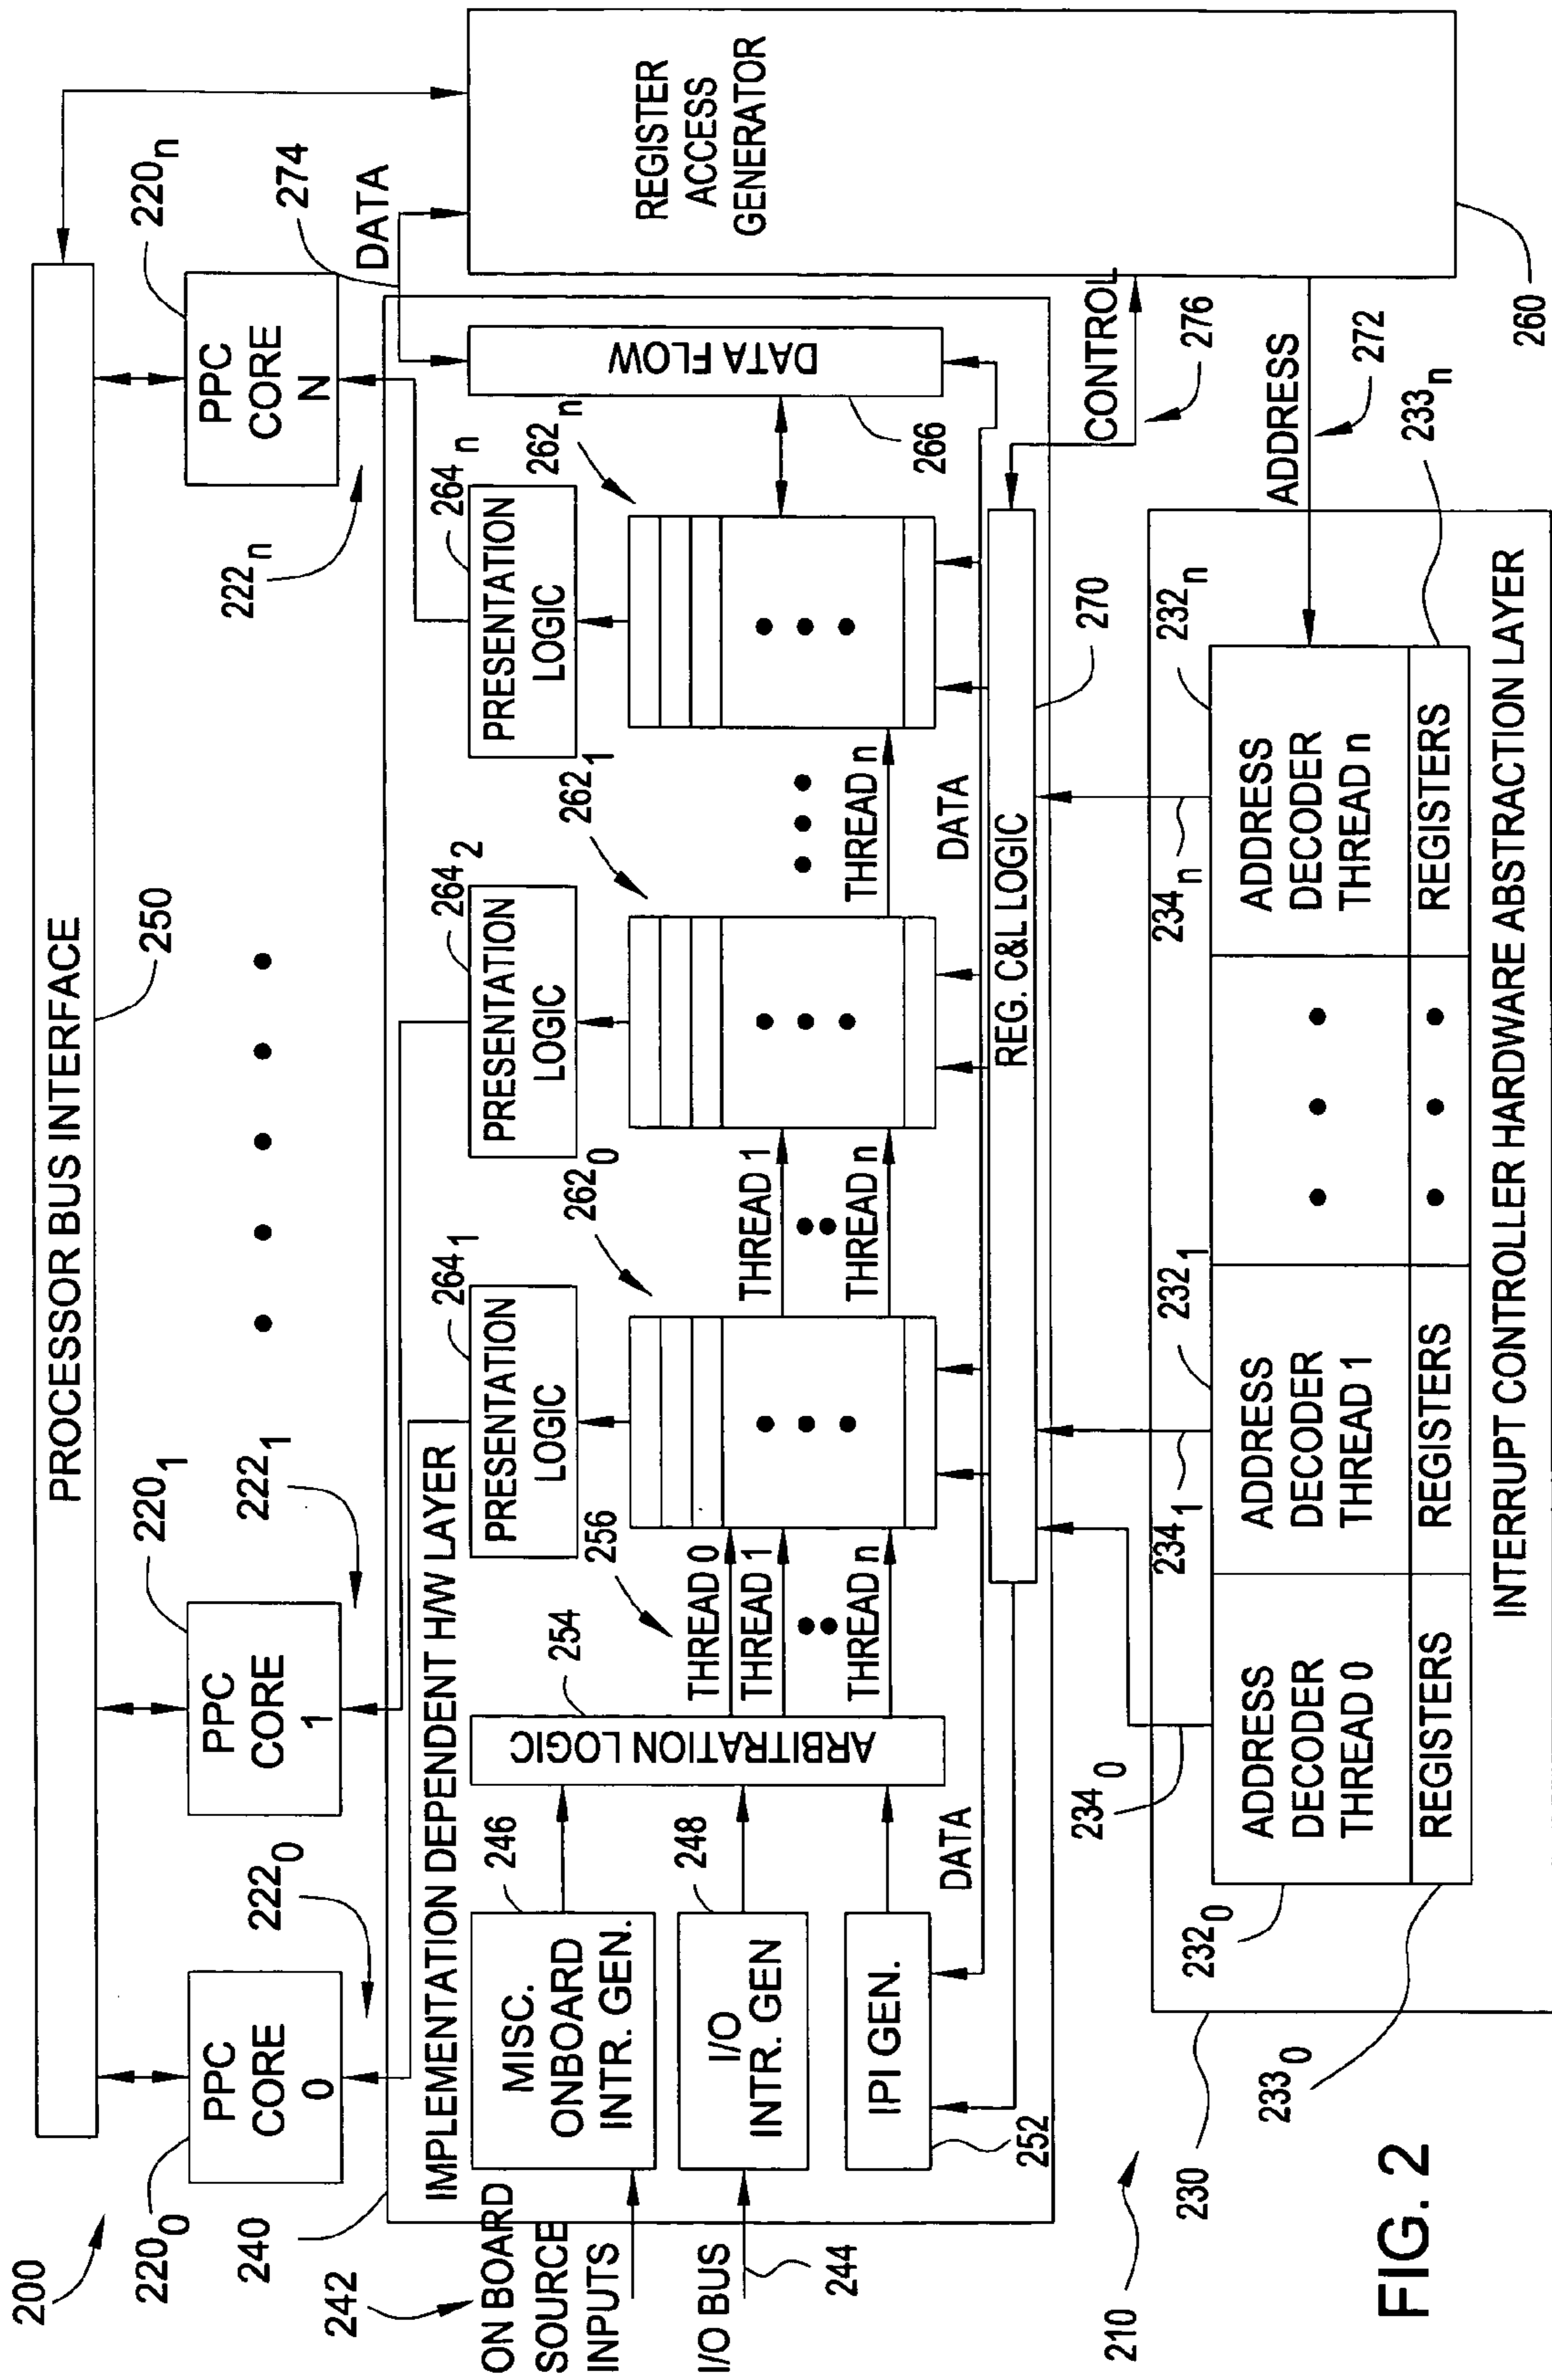 200
PROCESSOR BUS INTERFACE
250
220₀
PPC
CORE
0
222₀
220₁
PPC
CORE
1
222₁
220ₙ
PPC
CORE
N
222ₙ
274
DATA
REGISTER
ACCESS
GENERATOR
260
240
IMPLEMENTATION DEPENDENT H/W LAYER
242
ON BOARD
SOURCE
INPUTS
I/O BUS
244
MISC.
ONBOARD
INTR. GEN.
246
I/O
INTR. GEN
248
IPI GEN.
252
DATA
ARBITRATION LOGIC
254
256
THREAD 0
THREAD 1
THREAD n
PRESENTATION
LOGIC
264₁
262₀
THREAD 1
THREAD n
PRESENTATION
LOGIC
264₂
262₁
THREAD n
DATA
PRESENTATION
LOGIC
264ₙ
262ₙ
DATA FLOW
266
REG. C&L LOGIC
270
CONTROL
276
ADDRESS
272
210
230
234₀
234₁
234ₙ
232₀
232₁
232ₙ
ADDRESS
DECODER
THREAD 0
ADDRESS
DECODER
THREAD 1
ADDRESS
DECODER
THREAD n
REGISTERS
REGISTERS
REGISTERS
233₀
233ₙ
INTERRUPT CONTROLLER HARDWARE ABSTRACTION LAYER
FIG. 2